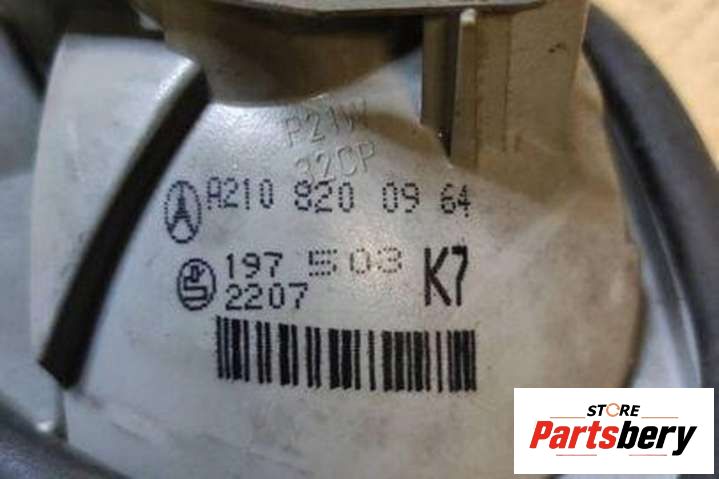 P21W
32CP
A210 820 09 64
197 503 K7
2207
STORE
Partsbery